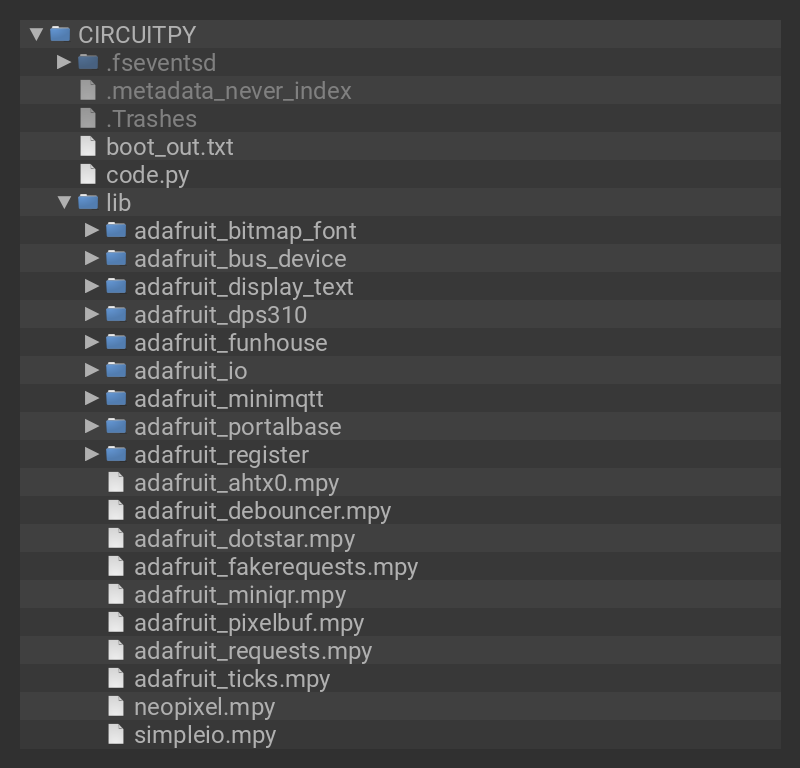 CIRCUITPY
.fseventsd
.metadata_never_index
.Trashes
boot_out.txt
code.py
lib
adafruit_bitmap_font
adafruit_bus_device
adafruit_display_text
adafruit_dps310
adafruit_funhouse
adafruit_io
adafruit_minimqtt
adafruit_portalbase
adafruit_register
adafruit_ahtx0.mpy
adafruit_debouncer.mpy
adafruit_dotstar.mpy
adafruit_fakerequests.mpy
adafruit_miniqr.mpy
adafruit_pixelbuf.mpy
adafruit_requests.mpy
adafruit_ticks.mpy
neopixel.mpy
simpleio.mpy